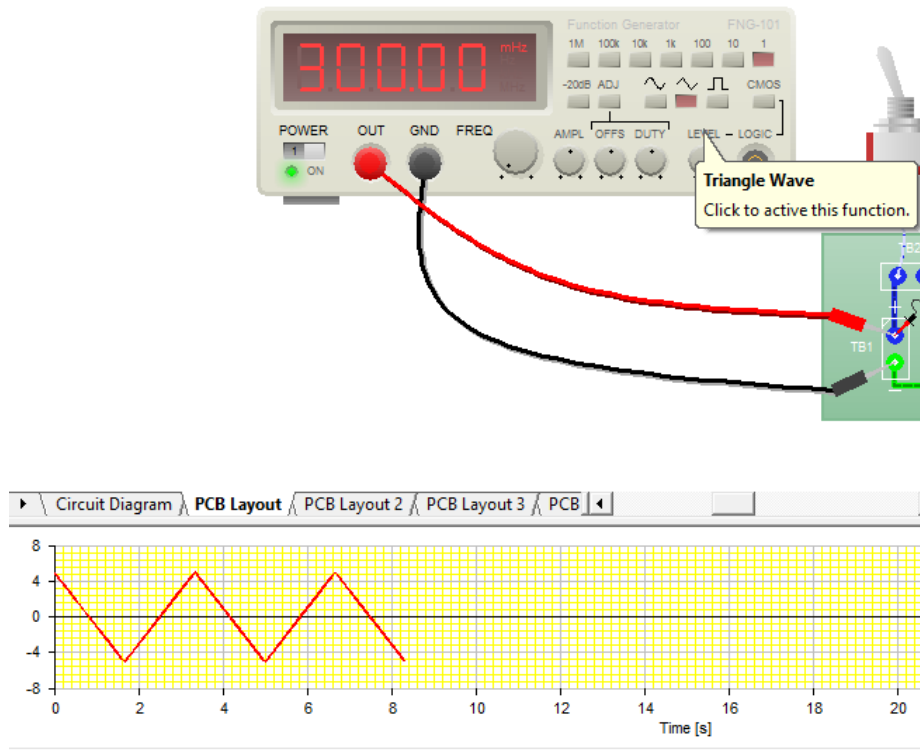 Function Generator FNG-101
1M 100k 10k 1k 100 10 1
300.00 mHz
Hz
MHz
-20dB ADJ CMOS
POWER OUT GND FREQ AMPL OFFS DUTY LEVEL LOGIC
1
ON
Triangle Wave
Click to active this function.
TB2
TB1
Circuit Diagram PCB Layout PCB Layout 2 PCB Layout 3 PCB
8
4
0
-4
-8
0 2 4 6 8 10 12 14 16 18 20
Time [s]